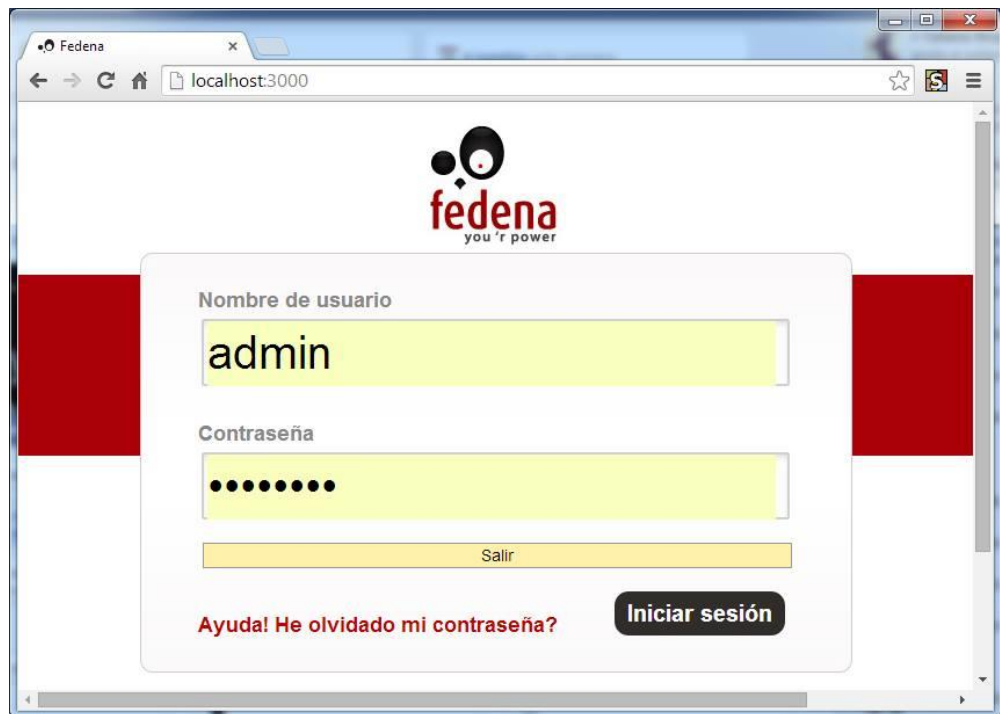 Fedena
localhost:3000
fedena
you 'r power
Nombre de usuario
admin
Contraseña
••••••••
Salir
Ayuda! He olvidado mi contraseña?
Iniciar sesión